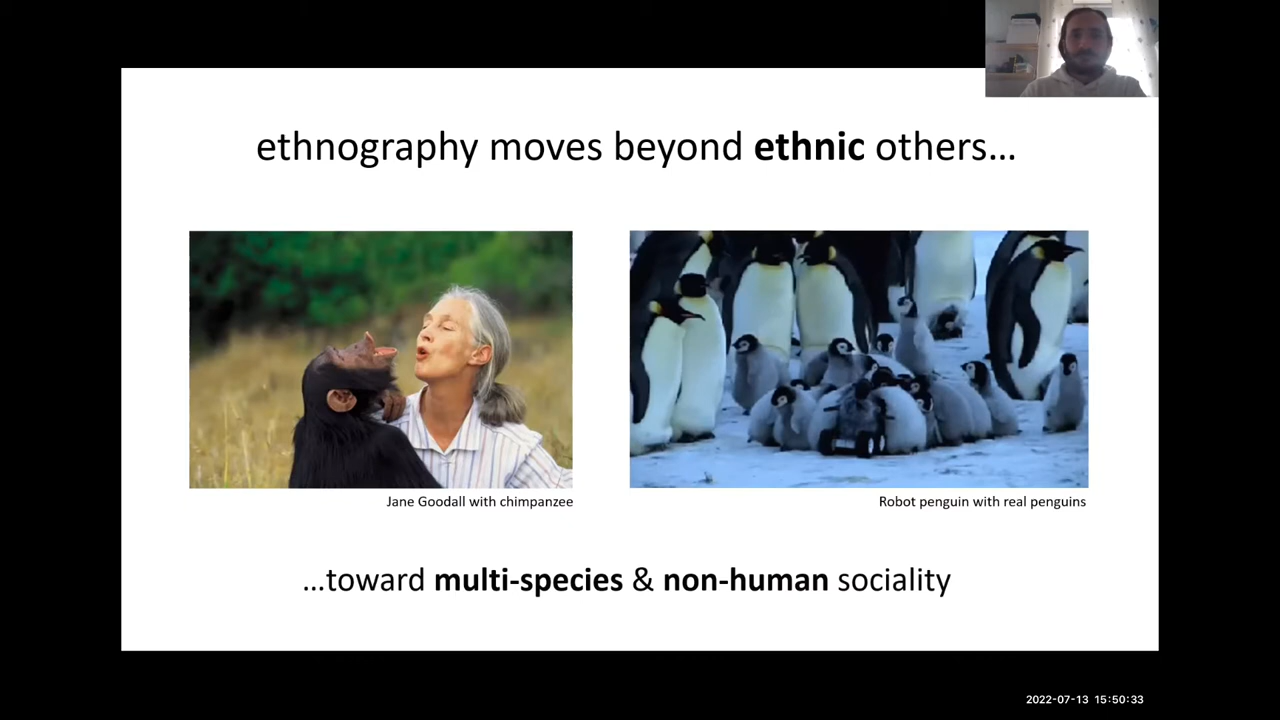 ethnography moves beyond ethnic others…
Jane Goodall with chimpanzee
Robot penguin with real penguins
…toward multi-species & non-human sociality
2022-07-13 15:50:33